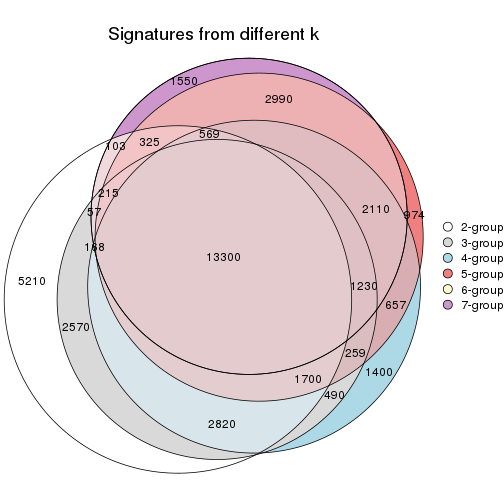 Signatures from different k
1550
2990
569
103
325
215
57
2110
974
168
13300
5210
1230
657
2570
259
1400
1700
490
2820
2-group
3-group
4-group
5-group
6-group
7-group